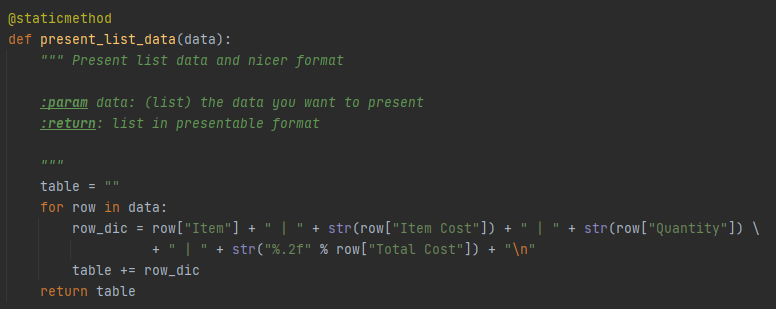 @staticmethod
def present_list_data(data):
    """ Present list data and nicer format

    :param data: (list) the data you want to present
    :return: list in presentable format

    """
    table = ""
    for row in data:
        row_dic = row["Item"] + " | " + str(row["Item Cost"]) + " | " + str(row["Quantity"]) \
                  + " | " + str("%.2f" % row["Total Cost"]) + "\n"
        table += row_dic
    return table